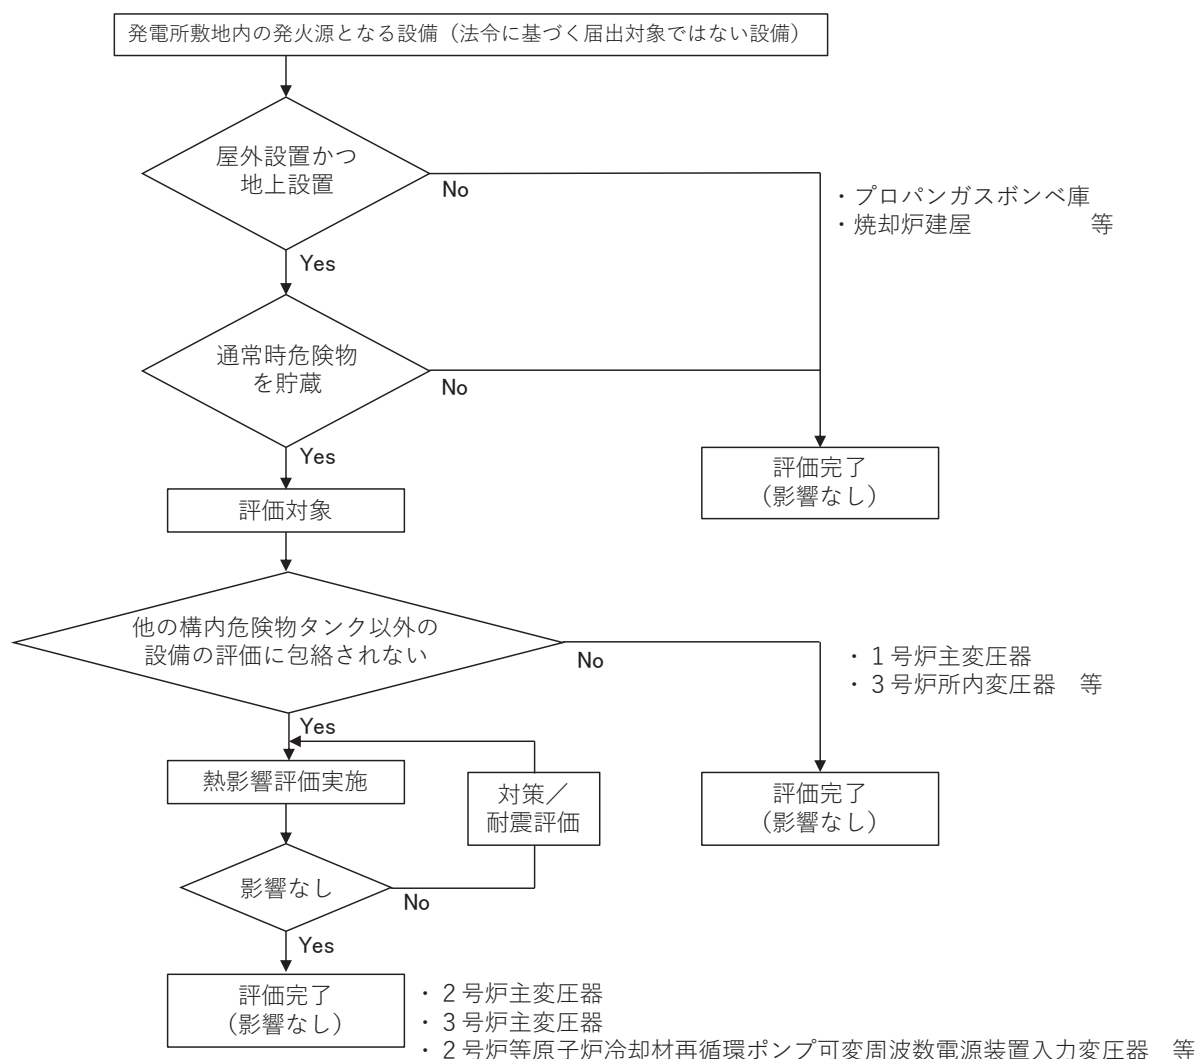 発電所敷地内の発火源となる設備（法令に基づく届出対象ではない設備）
屋外設置かつ
地上設置
No
・プロパンガスボンベ庫
・焼却炉建屋　　　　　等
Yes
通常時危険物
を貯蔵
No
Yes
評価完了
（影響なし）
評価対象
他の構内危険物タンク以外の
設備の評価に包絡されない
No
・１号炉主変圧器
・３号炉所内変圧器　等
Yes
熱影響評価実施
対策／
耐震評価
評価完了
（影響なし）
影響なし
No
Yes
評価完了
（影響なし）
・２号炉主変圧器
・３号炉主変圧器
・２号炉等原子炉冷却材再循環ポンプ可変周波数電源装置入力変圧器　等